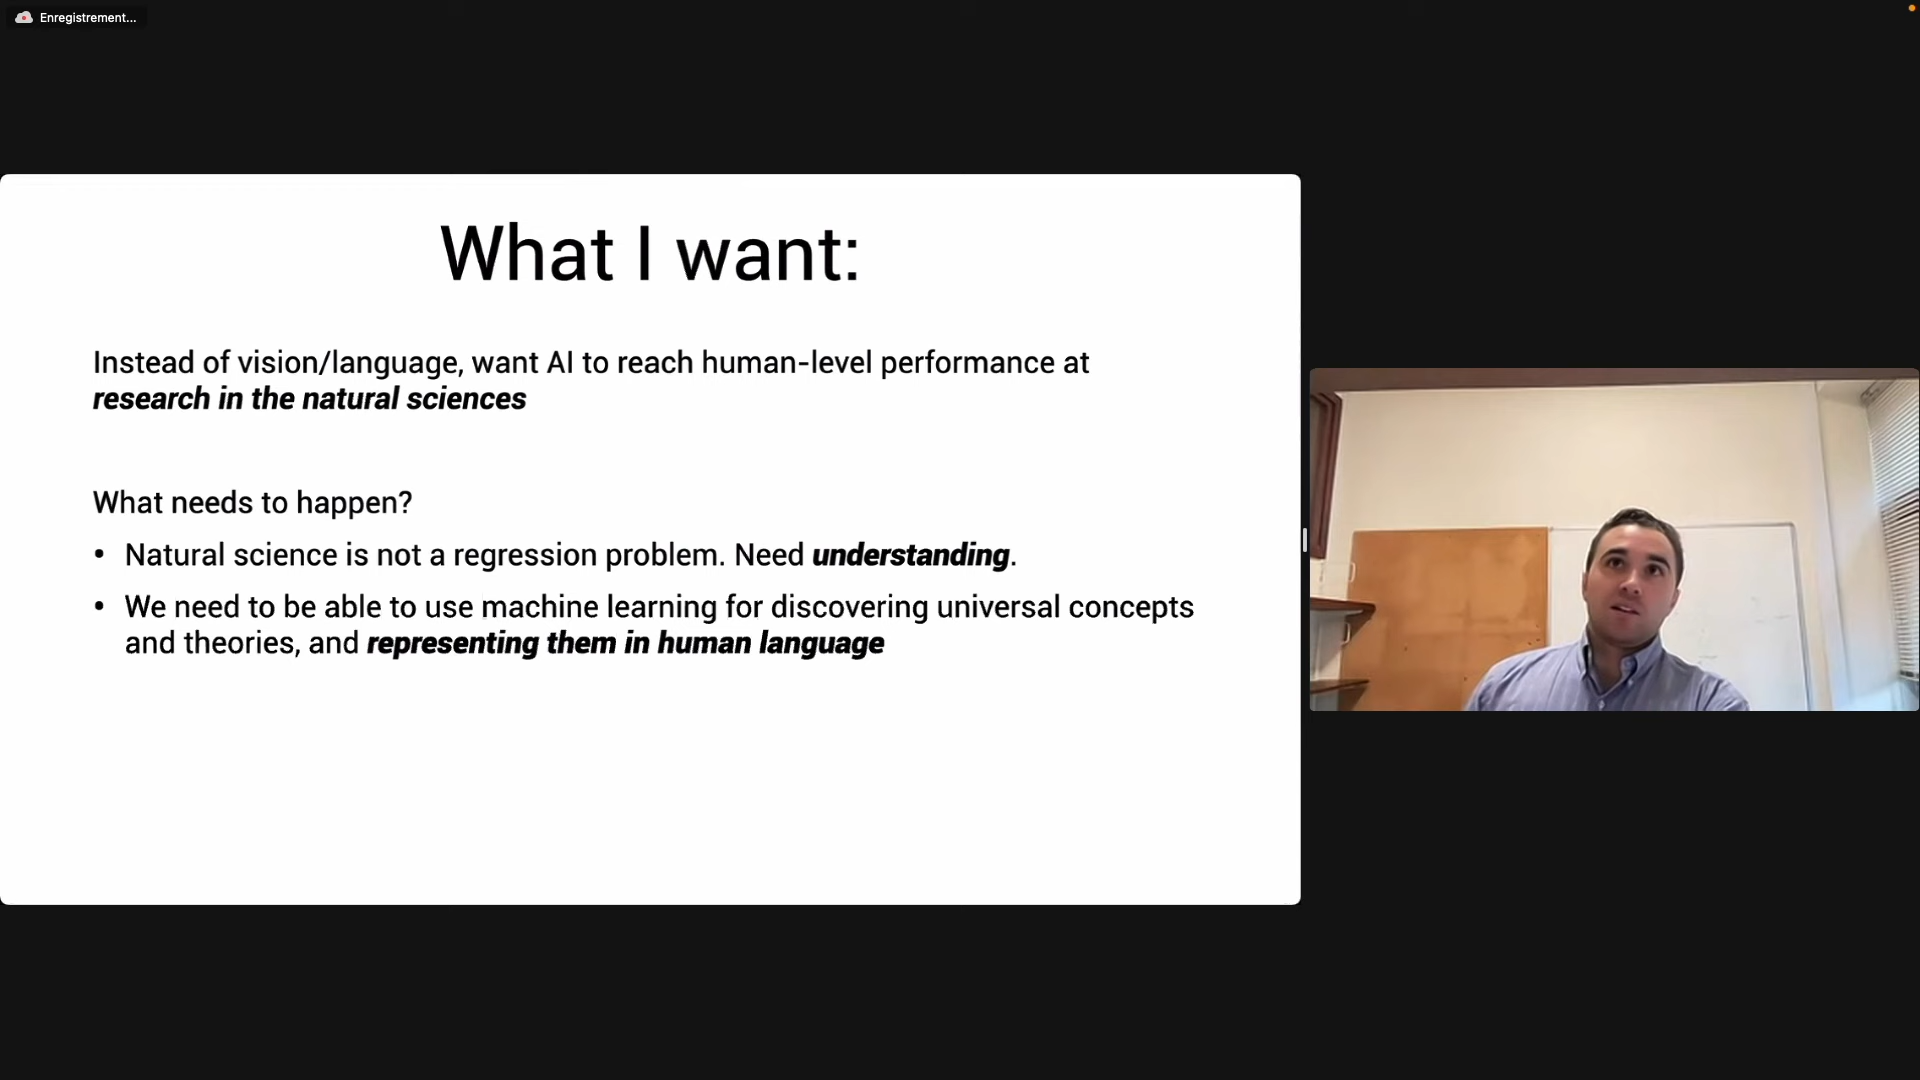 Enregistrement...
What I want:
Instead of vision/language, want AI to reach human-level performance at
research in the natural sciences
What needs to happen?
• Natural science is not a regression problem. Need understanding.
• We need to be able to use machine learning for discovering universal concepts
and theories, and representing them in human language